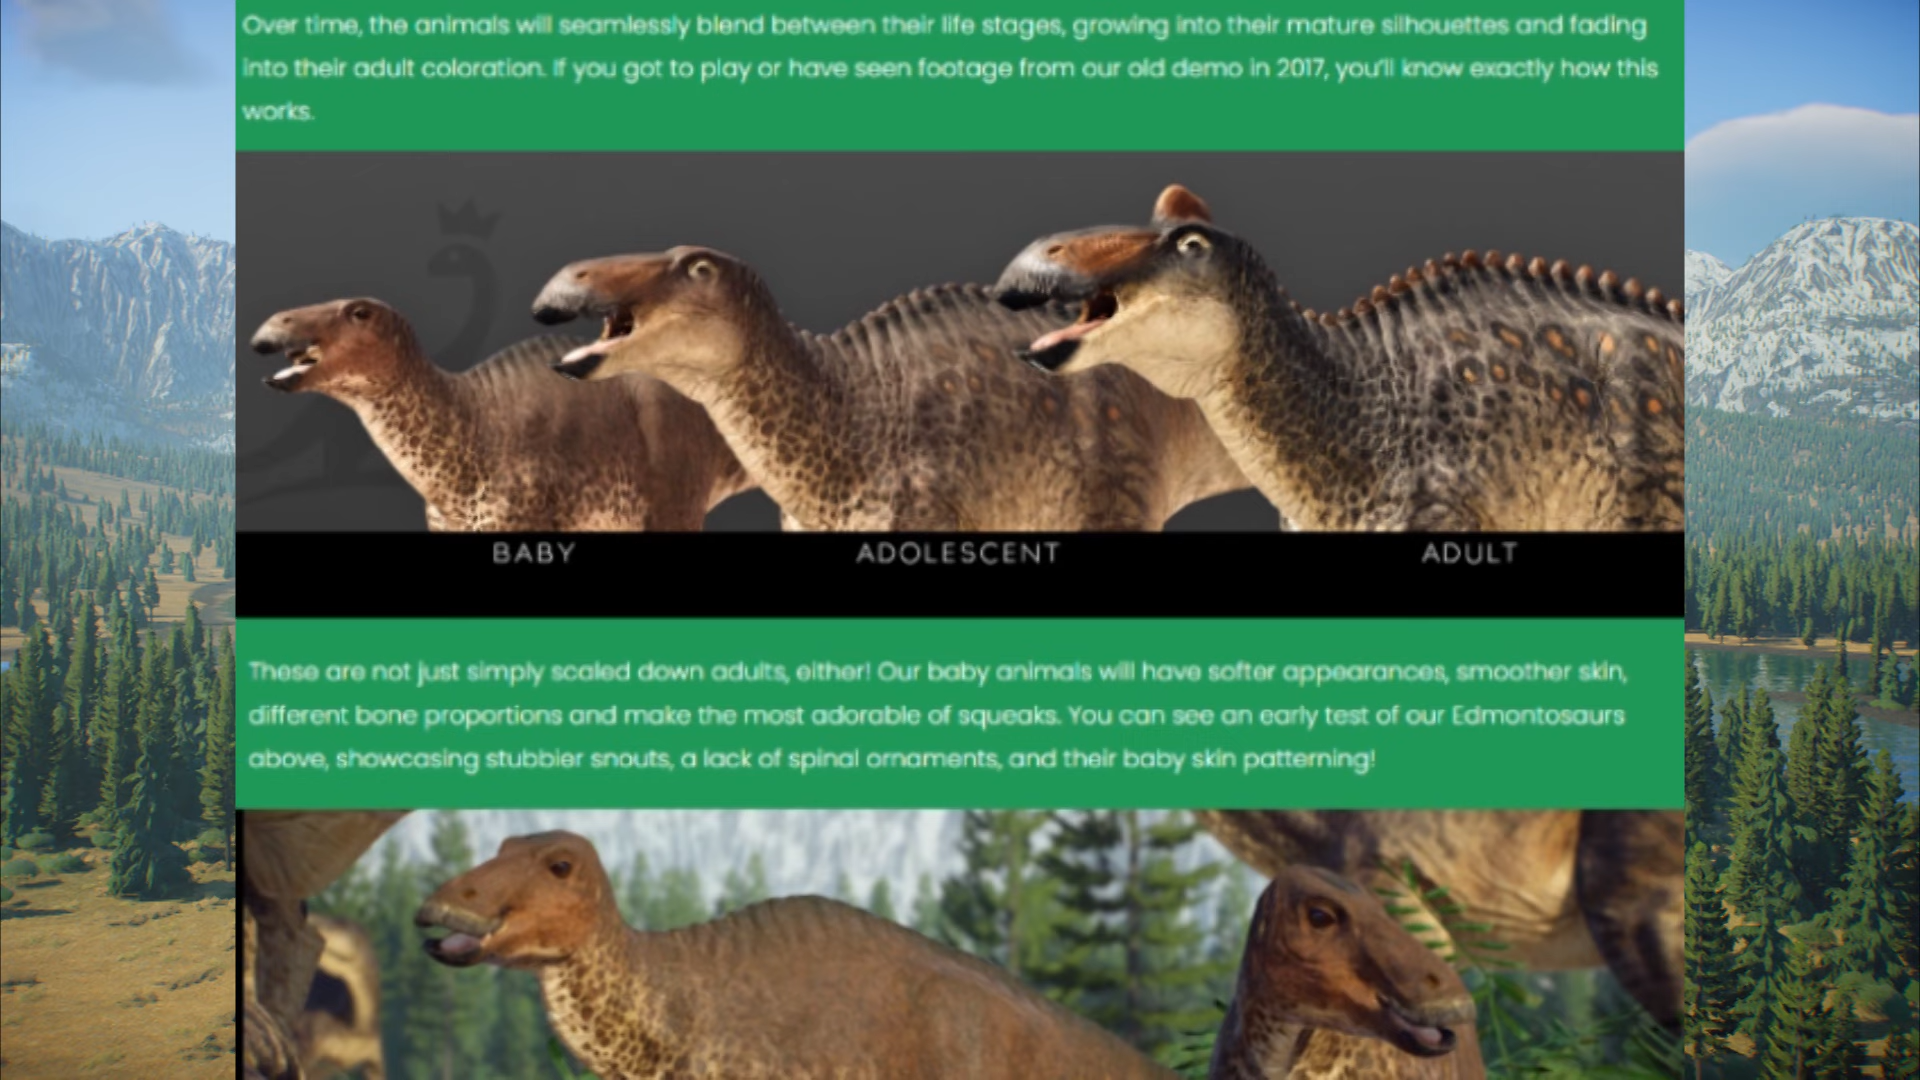 Over time, the animals will seamlessly blend between their life stages, growing into their mature silhouettes and fading
into their adult coloration. If you got to play or have seen footage from our old demo in 2017, you'll know exactly how this
works.
BABY
ADOLESCENT
ADULT
These are not just simply scaled down adults, either! Our baby animals will have softer appearances, smoother skin,
different bone proportions and make the most adorable of squeaks. You can see an early test of our Edmontosaurs
above, showcasing stubbier snouts, a lack of spinal ornaments, and their baby skin patterning!